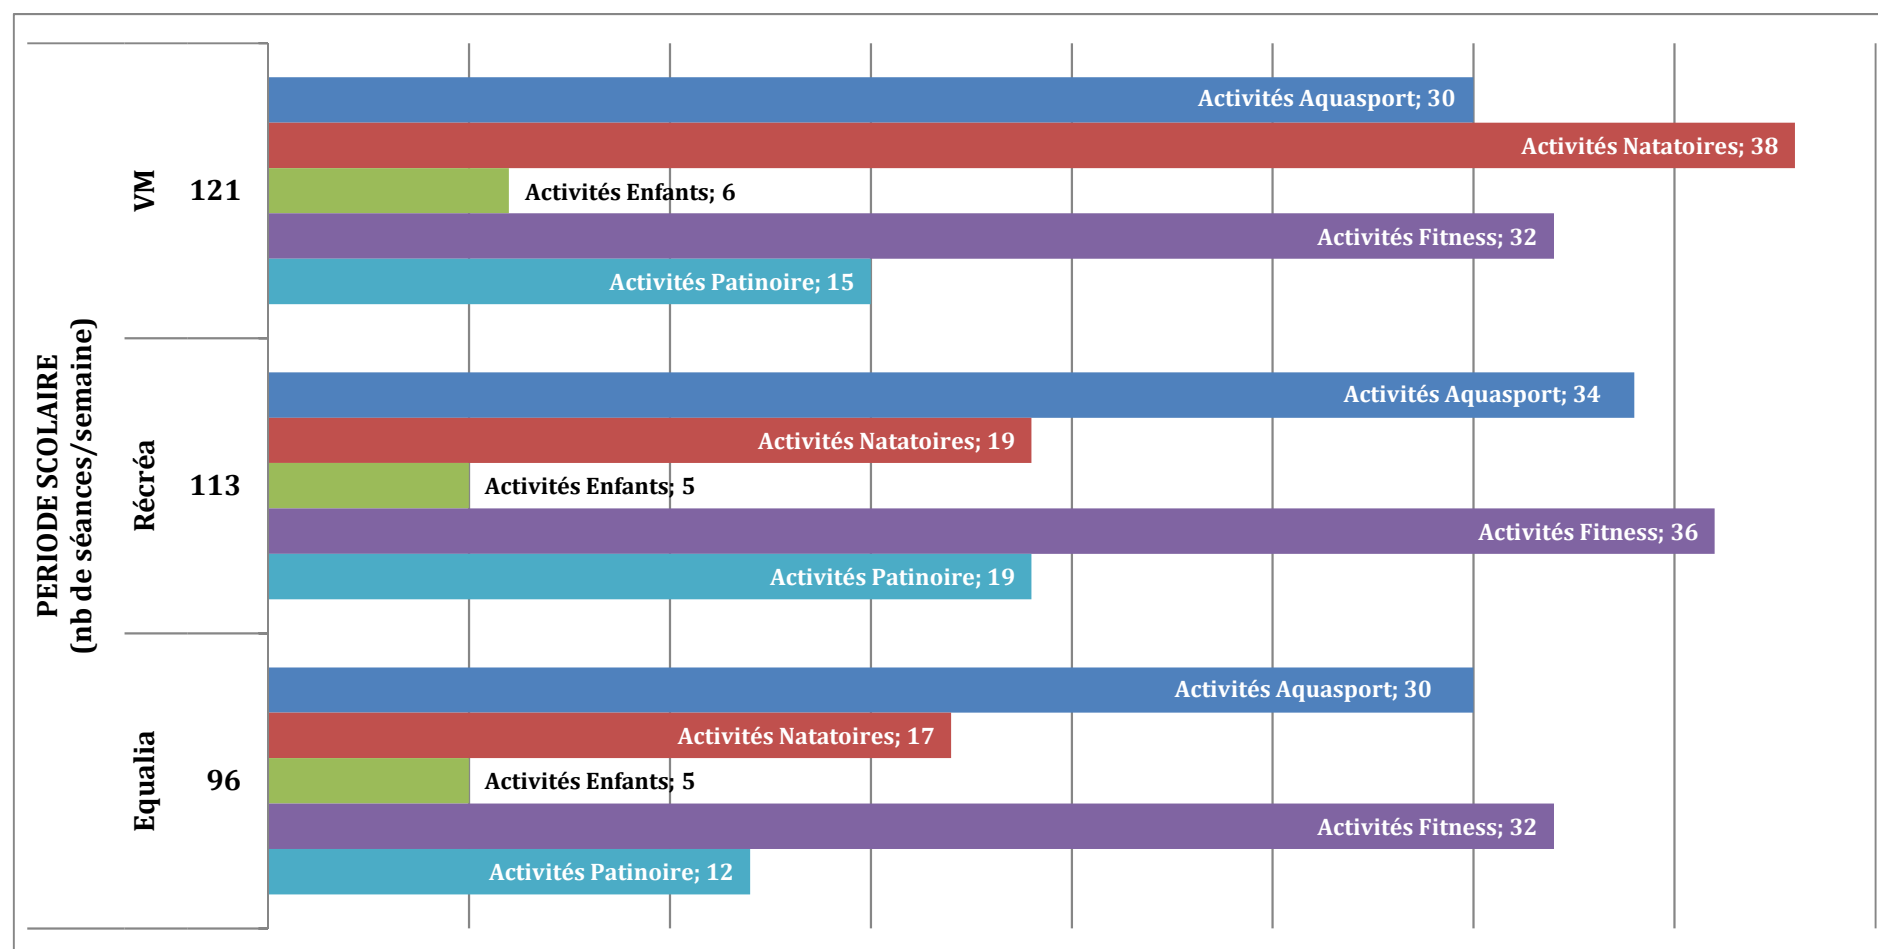 PERIODE SCOLAIRE
(nb de séances/semaine)
VM
121
Activités Aquasport; 30
Activités Natatoires; 38
Activités Enfants; 6
Activités Fitness; 32
Activités Patinoire; 15
Récréa
113
Activités Aquasport; 34
Activités Natatoires; 19
Activités Enfants; 5
Activités Fitness; 36
Activités Patinoire; 19
Equalia
96
Activités Aquasport; 30
Activités Natatoires; 17
Activités Enfants; 5
Activités Fitness; 32
Activités Patinoire; 12